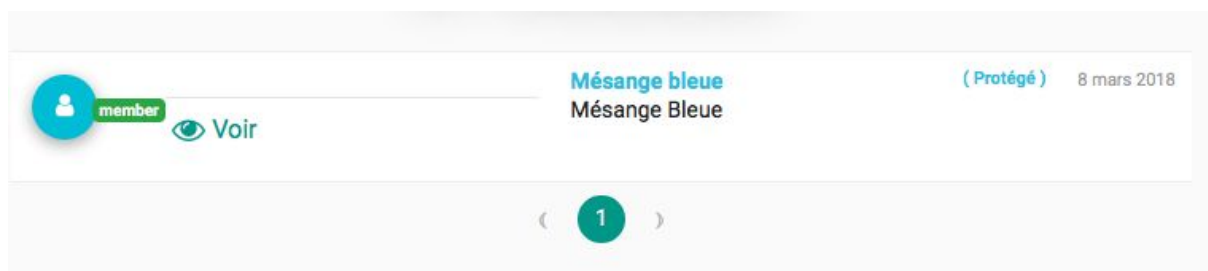 member
Voir
Mésange bleue
Mésange Bleue
( Protégé )
8 mars 2018
1